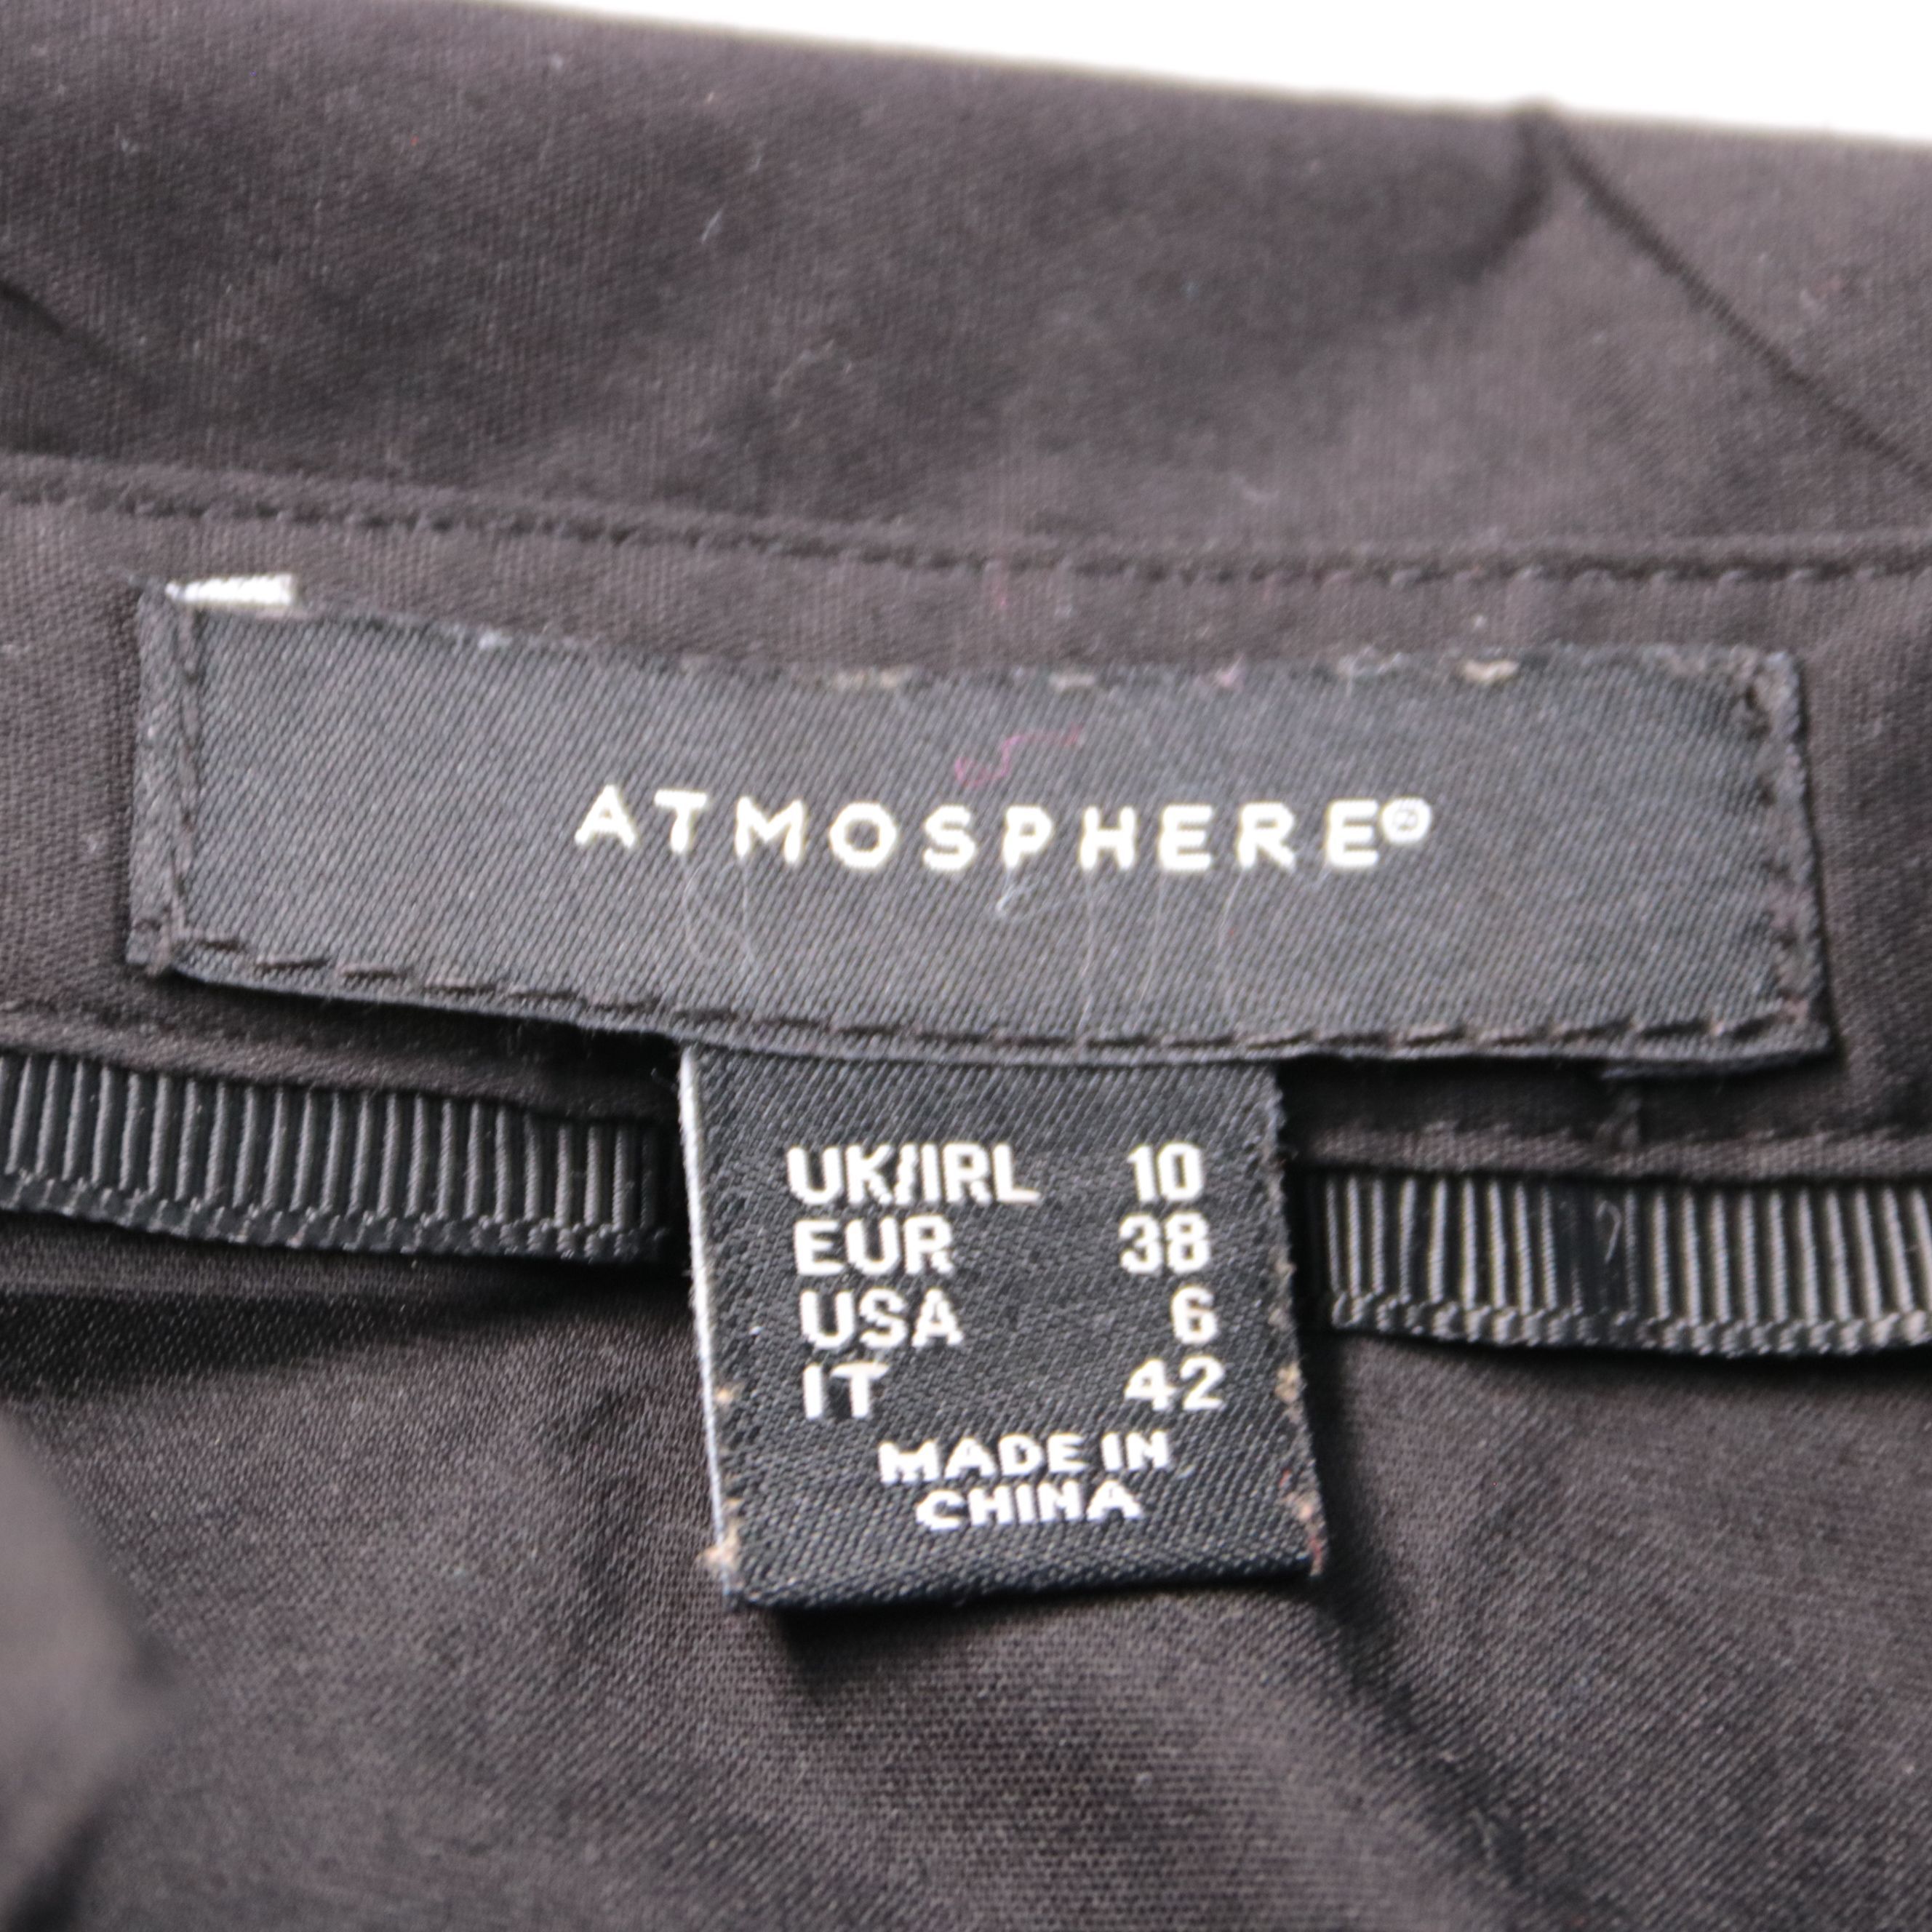 ATMOSPHERE®
UK/IRL 10
EUR 38
USA 6
IT 42
MADE IN
CHINA